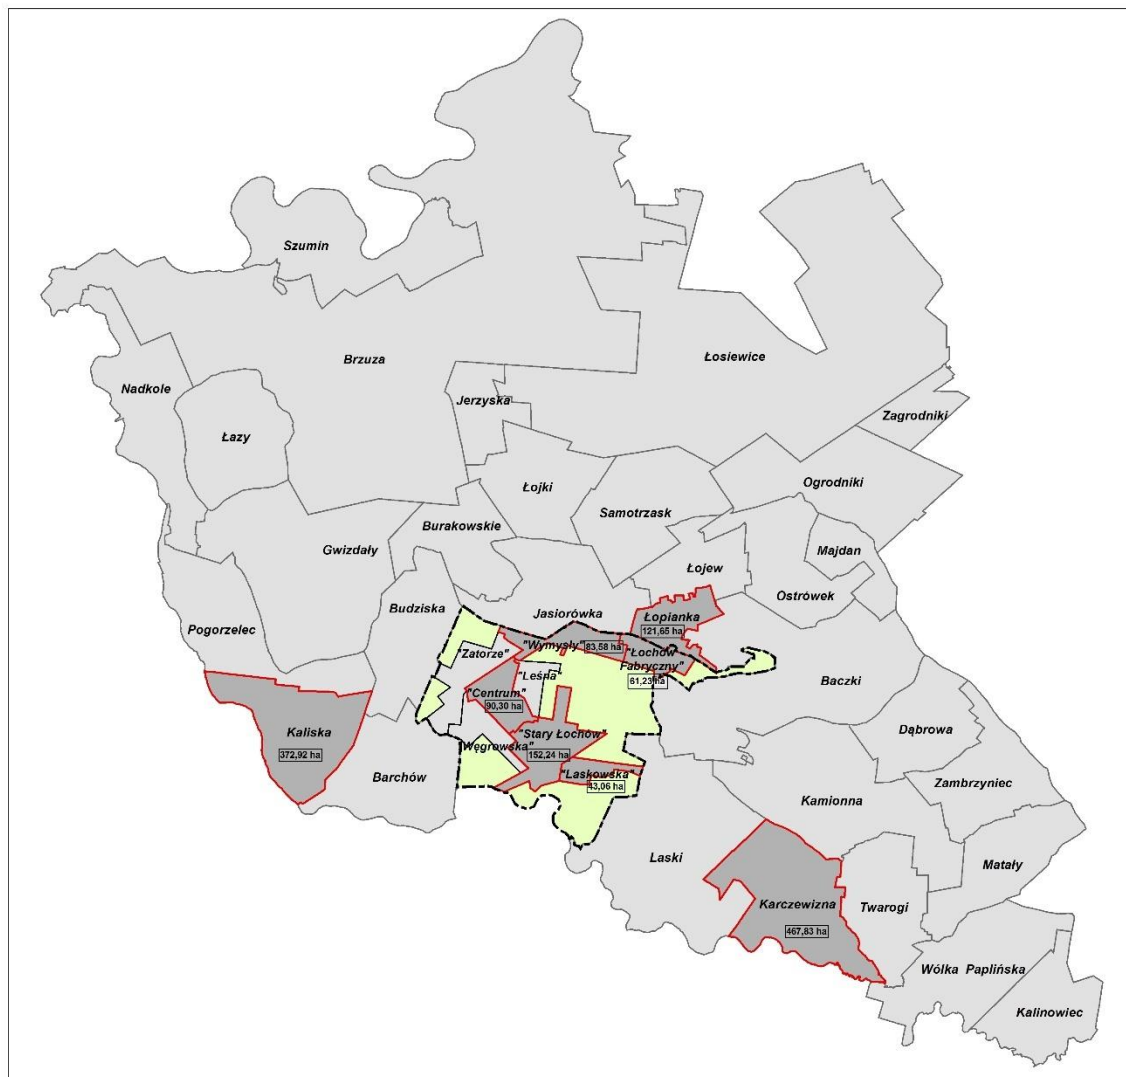 Szumin
Brzuza
Łosiewice
Nadkole
Jerzyska
Zagrodniki
Łazy
Ogrodniki
Łojki
Samotrzask
Burakowskie
Gwizdały
Majdan
Łojew
Ostrówek
Budziska
Jasiorówka
Łopianka
121,65 ha
Pogorzelec
"Zatorze"
"Wymysły"
83,58 ha
"Łochów
Fabryczny"
61,23 ha
"Leśna"
Baczki
"Centrum"
90,30 ha
Kaliska
372,92 ha
"Stary Łochów"
152,24 ha
Węgrowska"
Dąbrowa
Barchów
"Laskowska"
43,06 ha
Zambrzyniec
Kamionna
Laski
Matały
Karczewizna
467,83 ha
Twarogi
Wólka Paplińska
Kalinowiec